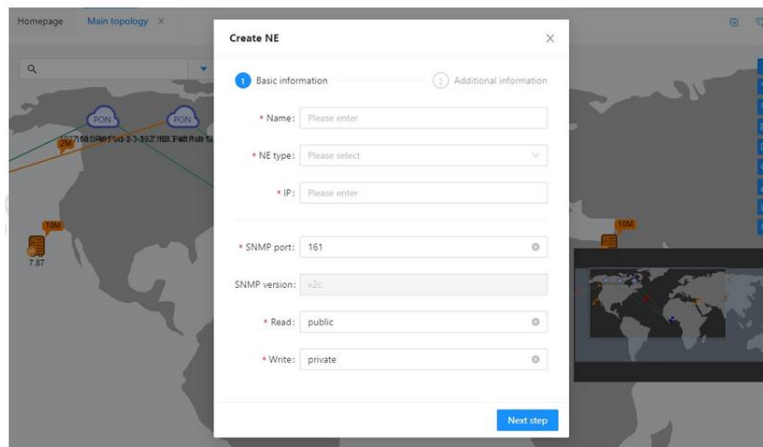 Homepage
Main topology
Create NE
1 Basic information
2 Additional information
* Name: Please enter
* NE type: Please select
* IP: Please enter
* SNMP port: 161
SNMP version: v2c
* Read: public
* Write: private
Next step
PON
PON
2M
10M
7.87
10M